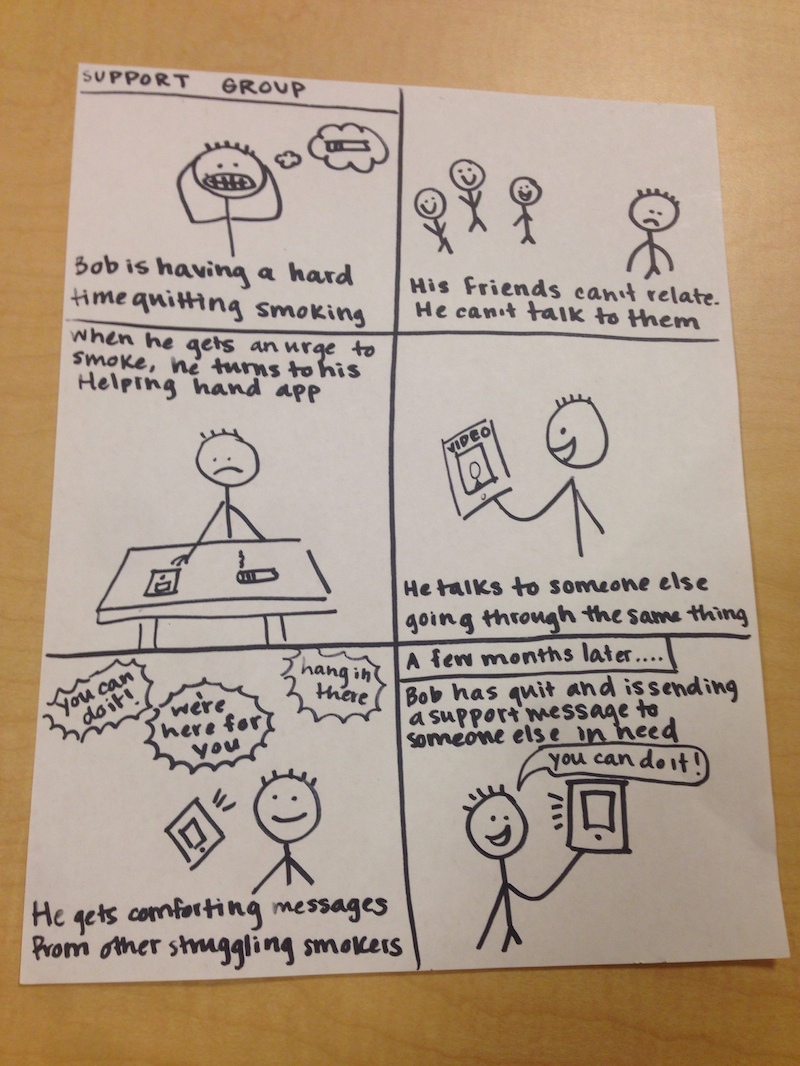 SUPPORT GROUP
Bob is having a hard
time quitting smoking
His friends can't relate.
He can't talk to them
When he gets an urge to
smoke, he turns to his
Helping hand app
VIDEO
He talks to someone else
going through the same thing
you can
do it!
we're
here for
you
hang in
there
He gets comforting messages
from other struggling smokers
A few months later....
Bob has quit and is sending
a support message to
someone else in need
you can do it!